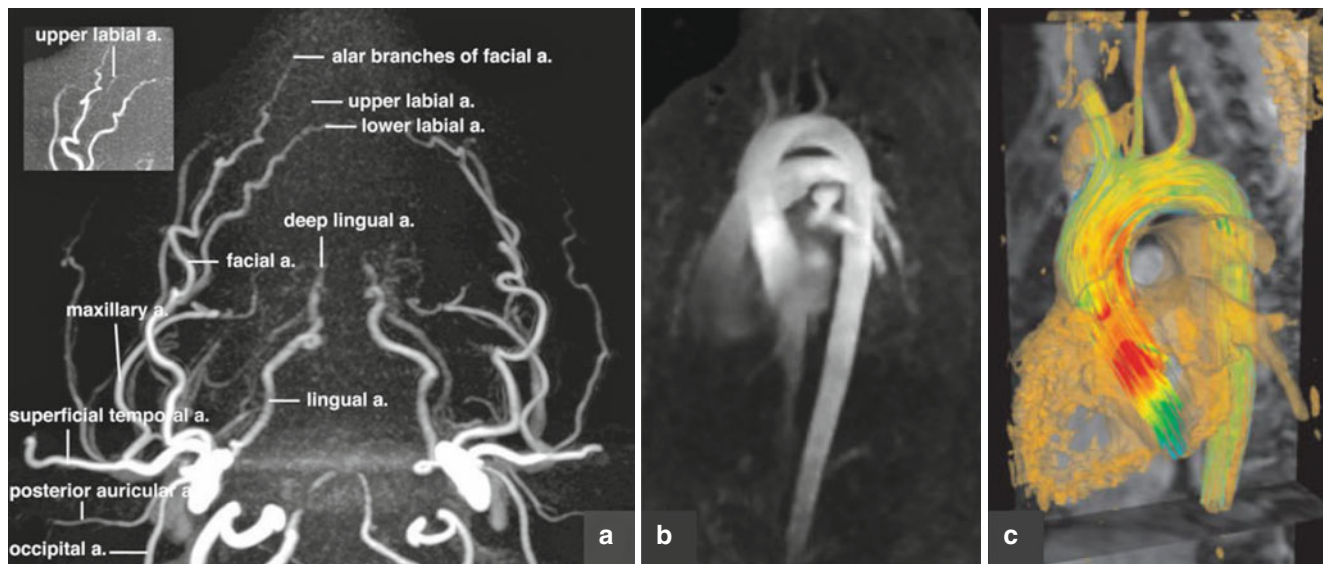 upper labial a.
alar branches of facial a.
upper labial a.
lower labial a.
deep lingual a.
facial a.
maxillary a.
lingual a.
superficial temporal a.
posterior auricular a
occipital a.
a
b
c